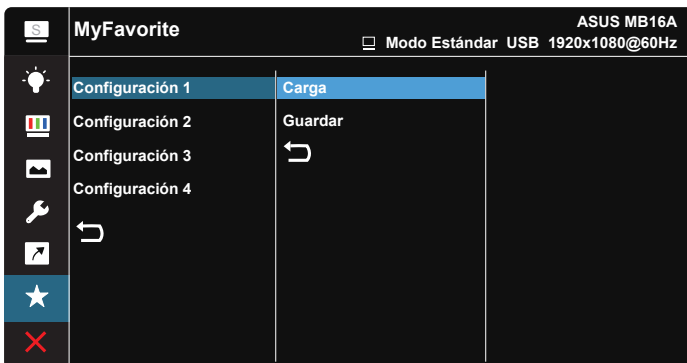 S
MyFavorite
ASUS MB16A
Modo Estándar USB 1920x1080@60Hz
Configuración 1
Carga
Configuración 2
Guardar
Configuración 3
Configuración 4